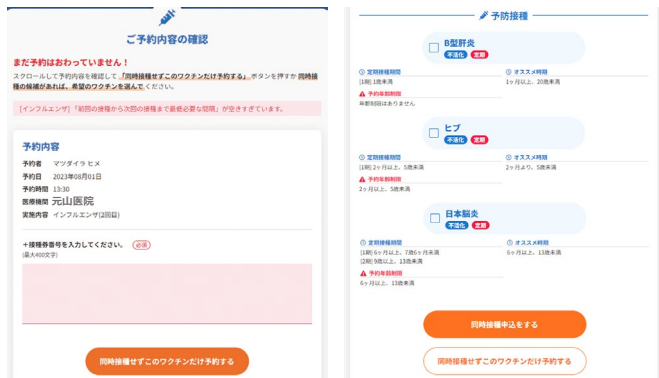 ご予約内容の確認
まだ予約はおわっていません！
スクロールして予約内容を確認して「同時接種せずこのワクチンだけ予約する」ボタンを押すか 同時接
種の候補があれば、希望のワクチンを選んでください。
[インフルエンザ]「前回の接種から次回の接種まで最低必要な間隔」が空きすぎています。
予約内容
予約者 マツダイラ ヒメ
予約日 2023年08月01日
予約時間 13:30
医療機関 元山医院
実施内容 インフルエンザ(2回目)
＋接種券番号を入力してください。 必須
(最大400文字)
同時接種せずこのワクチンだけ予約する
予防接種
B型肝炎
不活化 定期
定期接種期間
[1期] 1歳未満
オススメ時期
1ヶ月以上、20歳未満
予約年齢制限
年齢制限はありません
ヒブ
不活化 定期
定期接種期間
[1期] 2ヶ月以上、5歳未満
オススメ時期
2ヶ月より、5歳未満
予約年齢制限
2ヶ月以上、5歳未満
日本脳炎
不活化 定期
定期接種期間
[1期] 6ヶ月以上、7歳6ヶ月未満
[2期] 9歳以上、13歳未満
オススメ時期
6ヶ月以上、13歳未満
予約年齢制限
6ヶ月以上、13歳未満
同時接種申込をする
同時接種せずこのワクチンだけ予約する